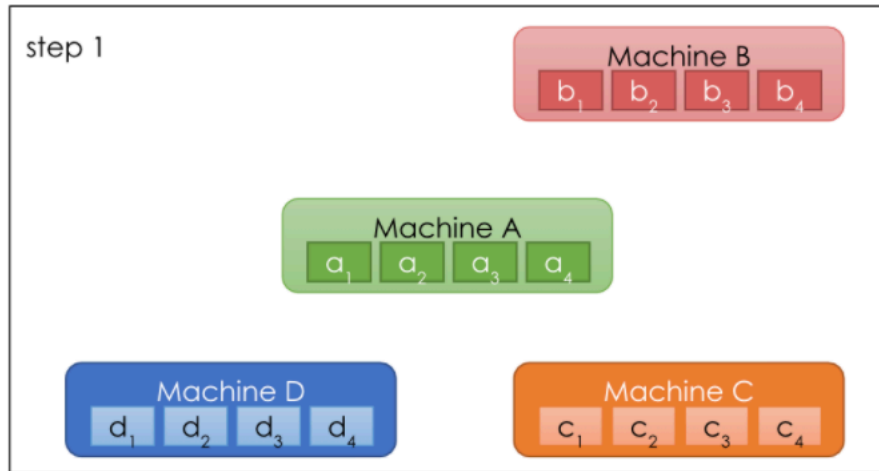 step 1
Machine B
b₁ b₂ b₃ b₄
Machine A
a₁ a₂ a₃ a₄
Machine D
d₁ d₂ d₃ d₄
Machine C
c₁ c₂ c₃ c₄